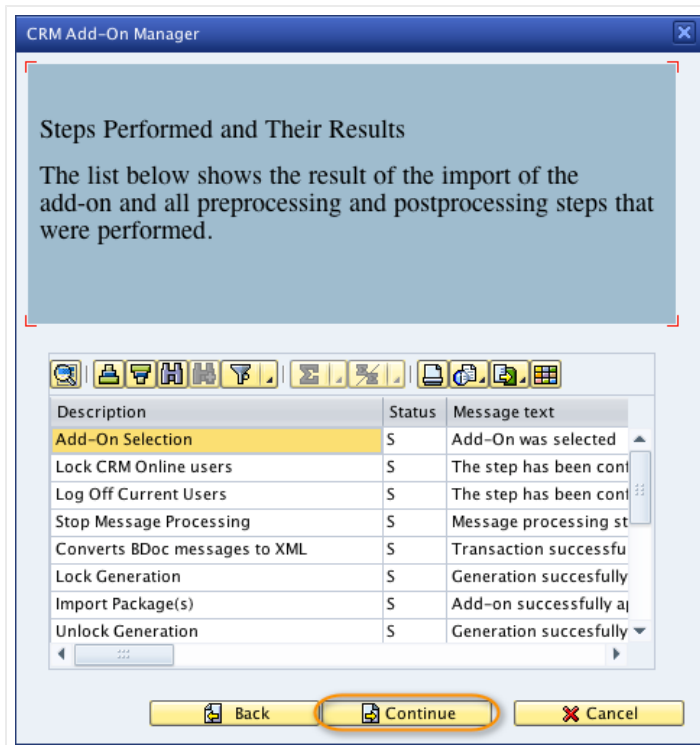 CRM Add-On Manager
Steps Performed and Their Results
The list below shows the result of the import of the
add-on and all preprocessing and postprocessing steps that
were performed.
Description Status Message text
Add-On Selection S Add-On was selected
Lock CRM Online users S The step has been
Log Off Current Users S The step has been
Stop Message Processing S Message processing st
Converts BDoc messages to XML S Transaction successfu
Lock Generation S Generation succesfully
Import Package(s) S Add-on successfully
Unlock Generation S Generation succesfully
Back Continue Cancel